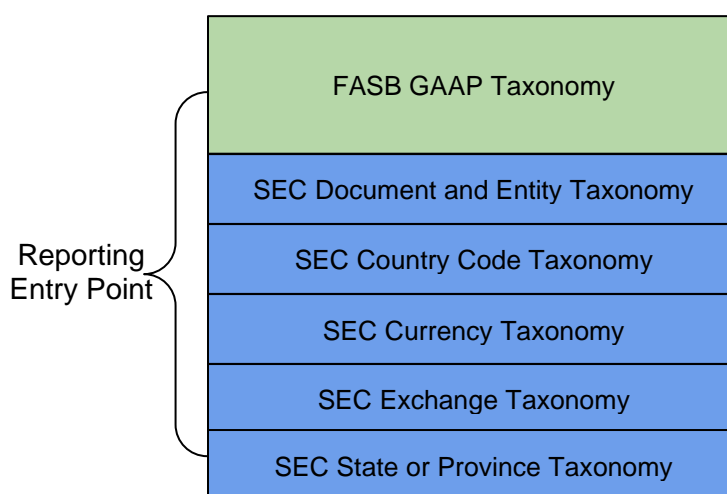 FASB GAAP Taxonomy
SEC Document and Entity Taxonomy
SEC Country Code Taxonomy
SEC Currency Taxonomy
SEC Exchange Taxonomy
SEC State or Province Taxonomy
Reporting
Entry Point